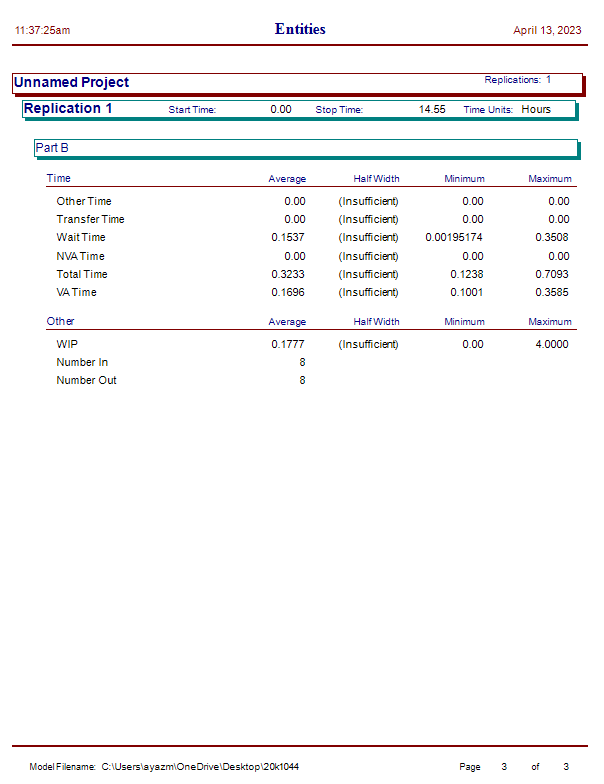 11:37:25am Entities April 13, 2023
Unnamed Project Replications: 1
Replication 1 Start Time: 0.00 Stop Time: 14.55 Time Units: Hours
Part B
Time Average Half Width Minimum Maximum
Other Time 0.00 (Insufficient) 0.00 0.00
Transfer Time 0.00 (Insufficient) 0.00 0.00
Wait Time 0.1537 (Insufficient) 0.00195174 0.3508
NVA Time 0.00 (Insufficient) 0.00 0.00
Total Time 0.3233 (Insufficient) 0.1238 0.7093
VA Time 0.1696 (Insufficient) 0.1001 0.3585
Other Average Half Width Minimum Maximum
WIP 0.1777 (Insufficient) 0.00 4.0000
Number In 8
Number Out 8
Model Filename: C:\Users\ayazm\OneDrive\Desktop\20k1044 Page 3 of 3